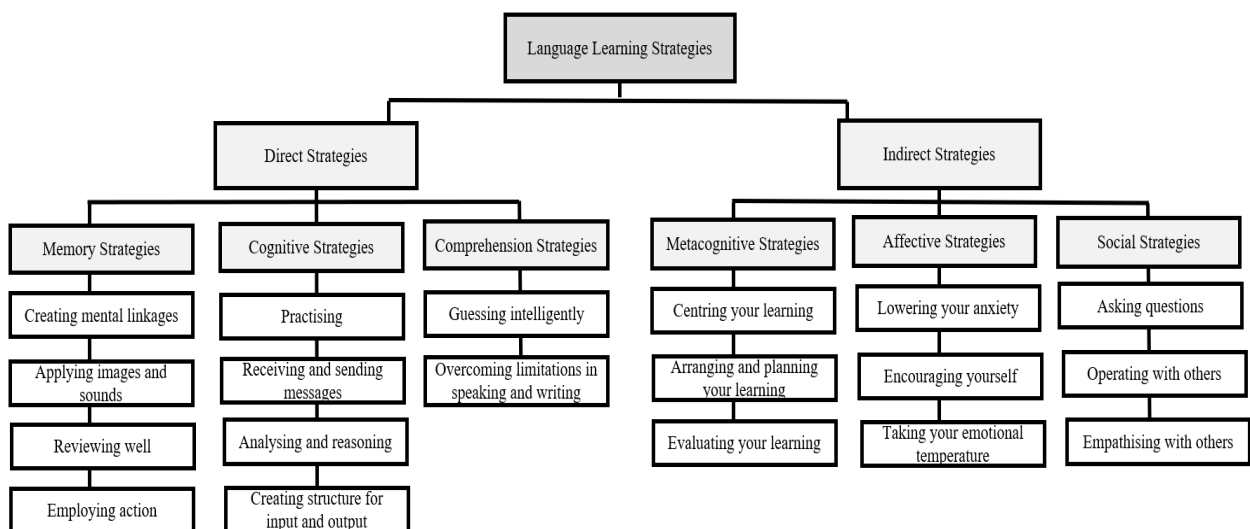 Language Learning Strategies
Direct Strategies
Indirect Strategies
Memory Strategies
Cognitive Strategies
Comprehension Strategies
Metacognitive Strategies
Affective Strategies
Social Strategies
Creating mental linkages
Applying images and
sounds
Reviewing well
Employing action
Practising
Receiving and sending
messages
Analysing and reasoning
Creating structure for
input and output
Guessing intelligently
Overcoming limitations in
speaking and writing
Centring your learning
Arranging and planning
your learning
Evaluating your learning
Lowering your anxiety
Encouraging yourself
Taking your emotional
temperature
Asking questions
Operating with others
Empathising with others